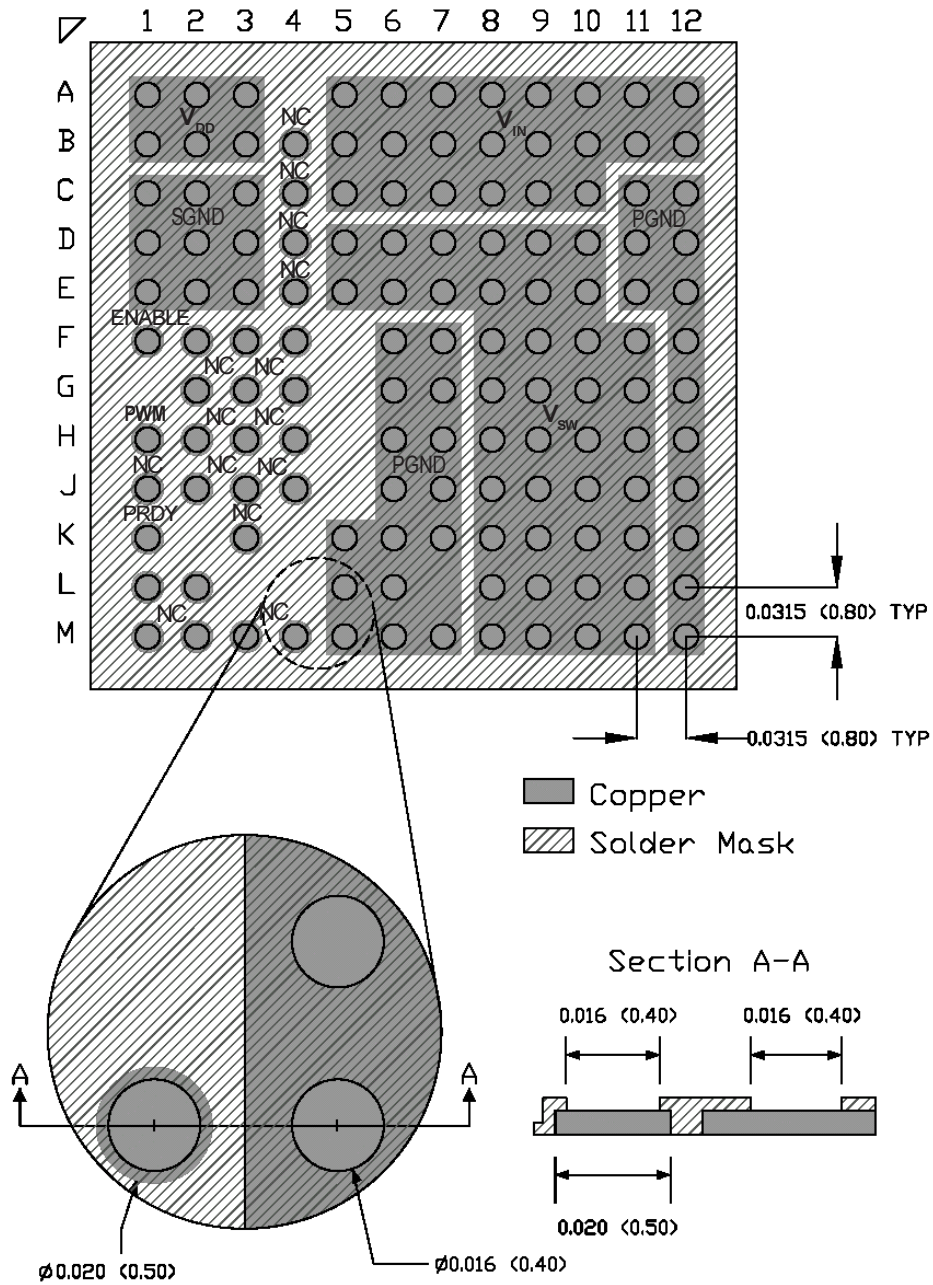 1 2 3 4 5 6 7 8 9 10 11 12
A
NC
V_DD
V_IN
B
NC
C
SGND
NC
PGND
D
NC
E
ENABLE
F
NC NC
G
PWM
NC NC
V_SW
H
NC
NC NC
PGND
J
PRDY
NC
K
L
0.0315 (0.80) TYP
NC
NC
M
0.0315 (0.80) TYP
Copper
Solder Mask
Section A-A
0.016 (0.40)
0.016 (0.40)
A
A
0.020 (0.50)
Ø0.020 (0.50)
Ø0.016 (0.40)